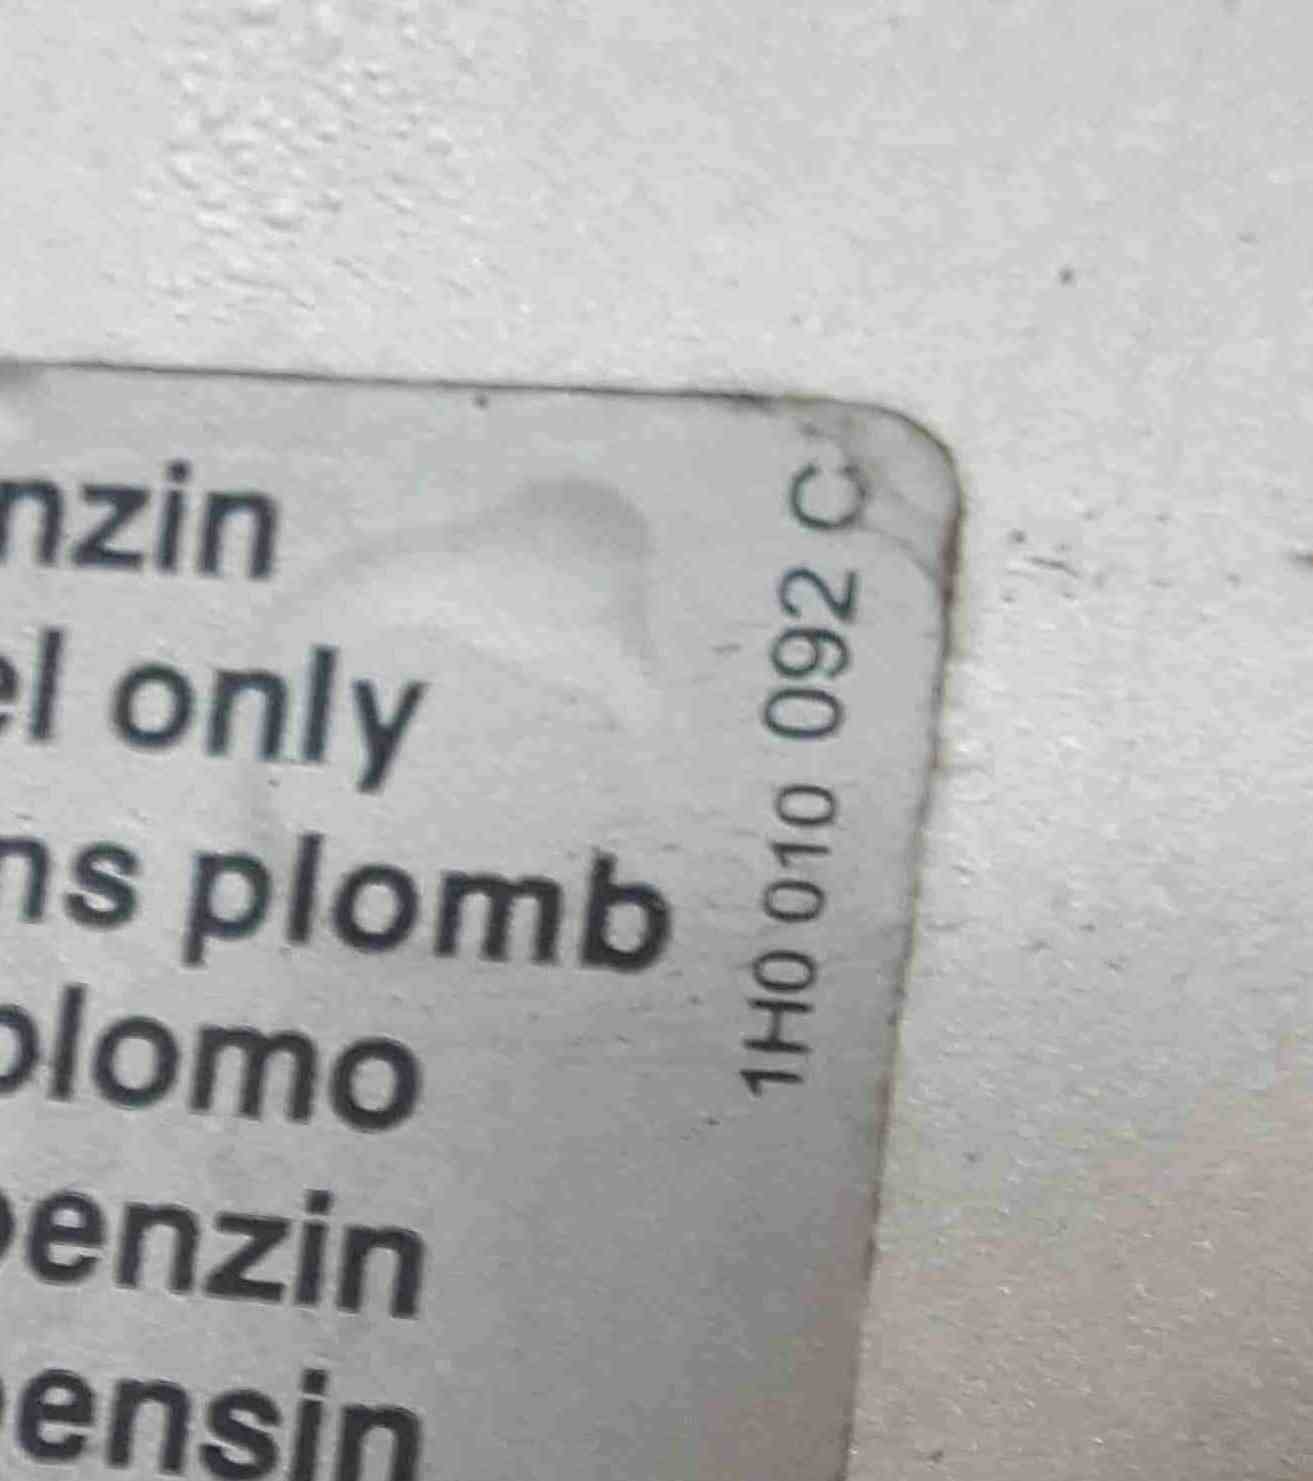 nzin
el only
ns plomb
plomo
benzin
bensin
1H0 010 092 C